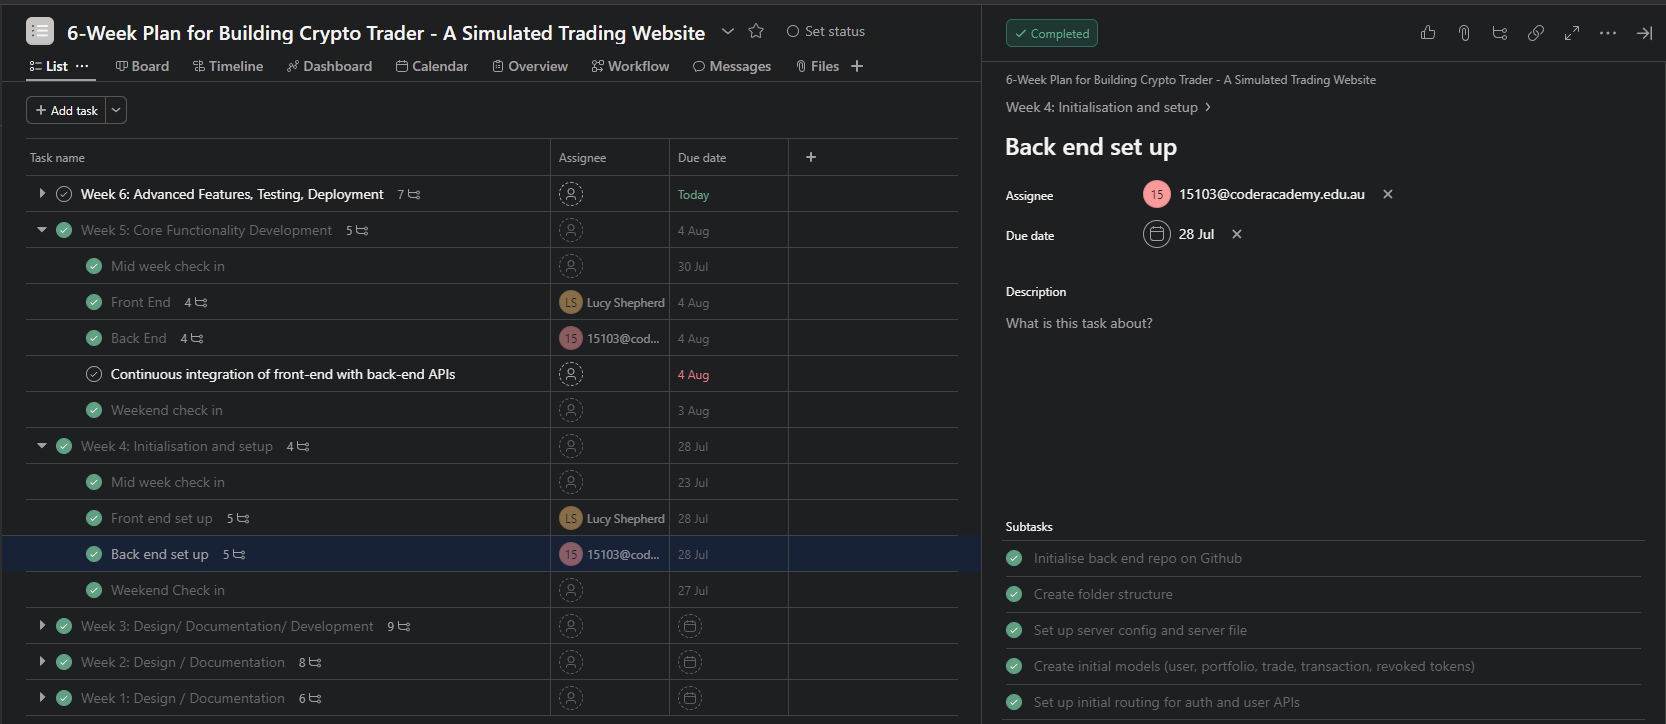 6-Week Plan for Building Crypto Trader - A Simulated Trading Website Set status
List ... Board Timeline Dashboard Calendar Overview Workflow Messages Files +
+ Add task
Task name Assignee Due date +
Week 6: Advanced Features, Testing, Deployment 7 Today
Week 5: Core Functionality Development 5 4 Aug
Mid week check in 30 Jul
Front End 4 LS Lucy Shepherd 4 Aug
Back End 4 15 15103@cod... 4 Aug
Continuous integration of front-end with back-end APIs 4 Aug
Weekend check in 3 Aug
Week 4: Initialisation and setup 4 28 Jul
Mid week check in 23 Jul
Front end set up 5 LS Lucy Shepherd 28 Jul
Back end set up 5 15 15103@cod... 28 Jul
Weekend Check in 27 Jul
Week 3: Design/ Documentation/ Development 9
Week 2: Design / Documentation 8
Week 1: Design / Documentation 6
Completed
6-Week Plan for Building Crypto Trader - A Simulated Trading Website
Week 4: Initialisation and setup >
Back end set up
Assignee 15 15103@coderacademy.edu.au
Due date 28 Jul
Description
What is this task about?
Subtasks
Initialise back end repo on Github
Create folder structure
Set up server config and server file
Create initial models (user, portfolio, trade, transaction, revoked tokens)
Set up initial routing for auth and user APIs